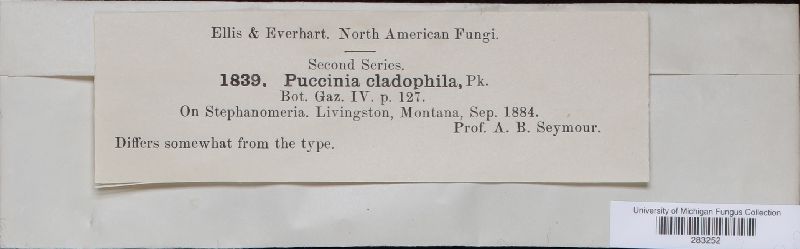 Ellis & Everhart. North American Fungi.
Second Series.
1839. Puccinia cladophila, Pk.
Bot. Gaz. IV. p. 127.
On Stephanomeria. Livingston, Montana, Sep. 1884.
Prof. A. B. Seymour.
Differs somewhat from the type.
University of Michigan Fungus Collection
283252